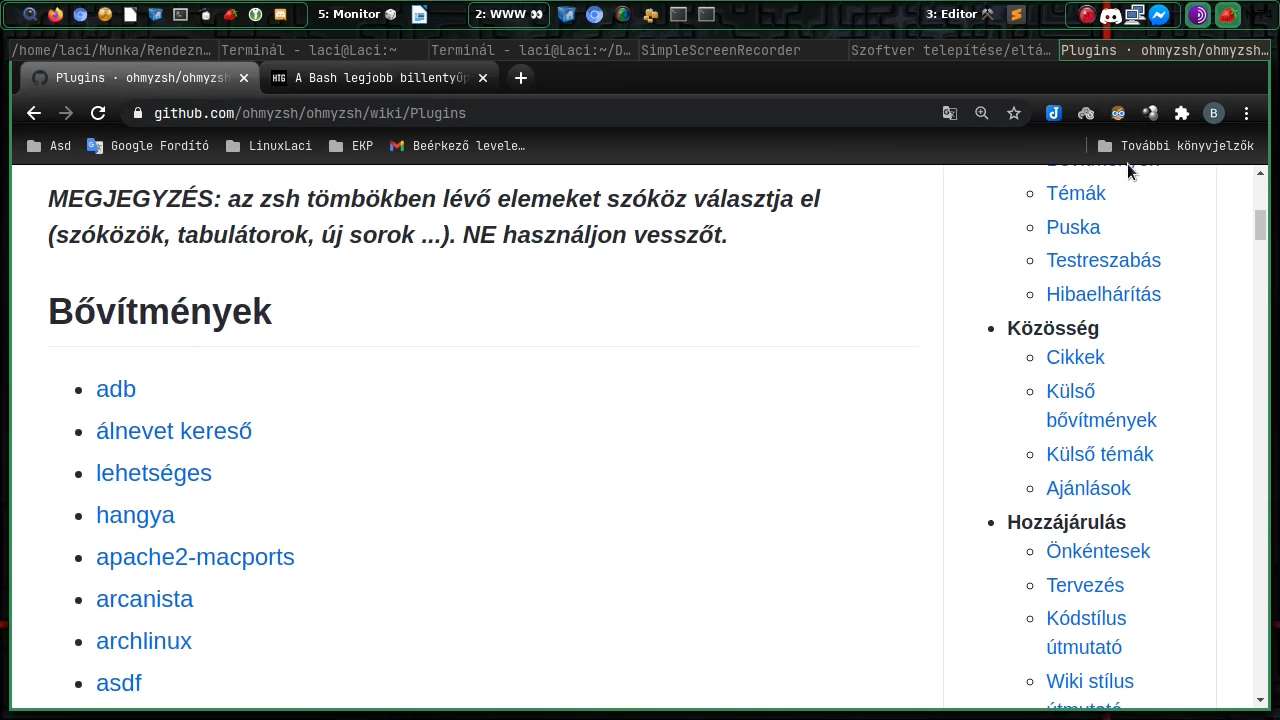 5: Monitor
2: WWW
3: Editor
/home/laci/Munka/Rendezn…
Terminál - laci@Laci:~
Terminál - laci@Laci:~/D…
SimpleScreenRecorder
Szoftver telepítése/eltá…
Plugins · ohmyzsh/ohmyzsh…
Plugins · ohmyzsh/ohmyzsh
HTG
A Bash legjobb billentyűp
github.com/ohmyzsh/ohmyzsh/wiki/Plugins
B
Asd
Google Fordító
LinuxLaci
EKP
Beérkező levele…
További könyvjelzők
MEGJEGYZÉS: az zsh tömbökben lévő elemeket szóköz választja el
(szóközök, tabulátorok, új sorok ...). NE használjon vesszőt.
Bővítmények
adb
álnevet kereső
lehetséges
hangya
apache2-macports
arcanista
archlinux
asdf
Témák
Puska
Testreszabás
Hibaelhárítás
Közösség
Cikkek
Külső
bővítmények
Külső témák
Ajánlások
Hozzájárulás
Önkéntesek
Tervezés
Kódstílus
útmutató
Wiki stílus
útmutató